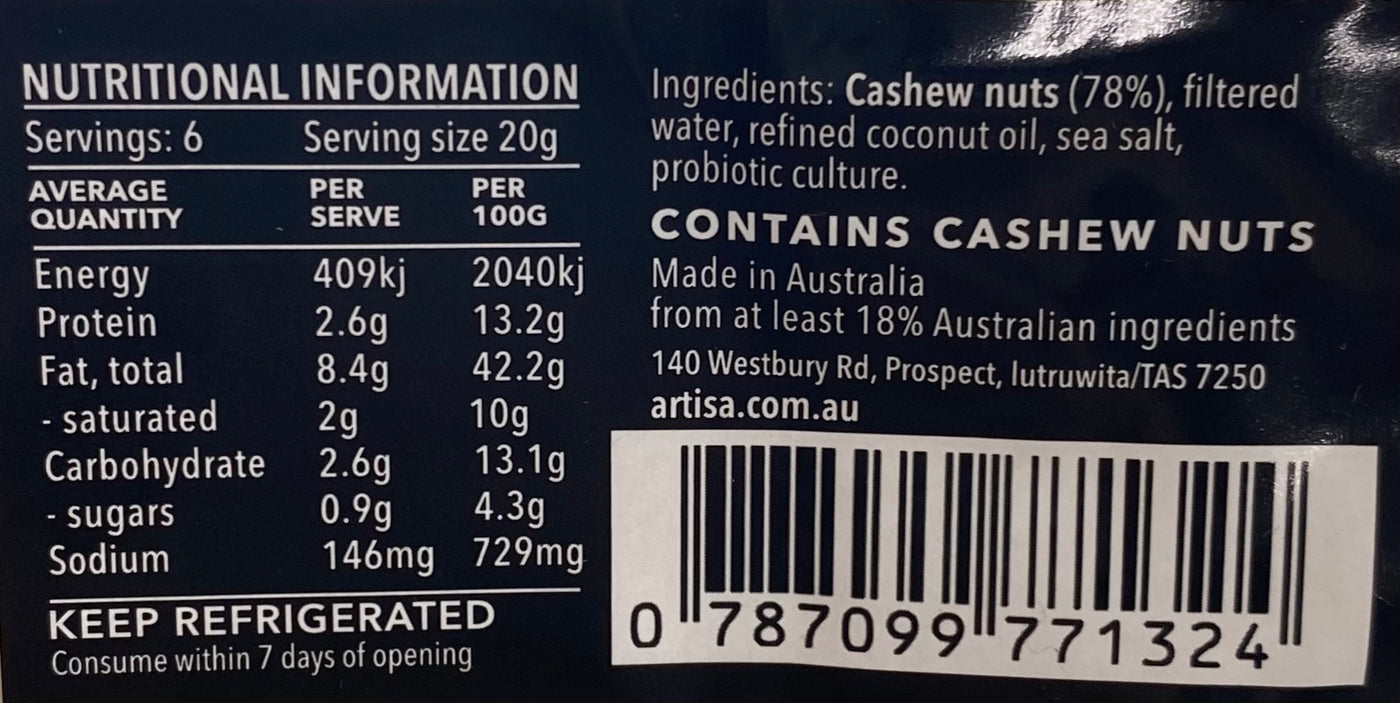 NUTRITIONAL INFORMATION
Servings: 6 Serving size 20g
AVERAGE QUANTITY PER SERVE PER 100G
Energy 409kj 2040kj
Protein 2.6g 13.2g
Fat, total 8.4g 42.2g
- saturated 2g 10g
Carbohydrate 2.6g 13.1g
- sugars 0.9g 4.3g
Sodium 146mg 729mg
KEEP REFRIGERATED
Consume within 7 days of opening
Ingredients: Cashew nuts (78%), filtered
water, refined coconut oil, sea salt,
probiotic culture.
CONTAINS CASHEW NUTS
Made in Australia
from at least 18% Australian ingredients
140 Westbury Rd, Prospect, lutruwita/TAS 7250
artisa.com.au
0 787099 771324